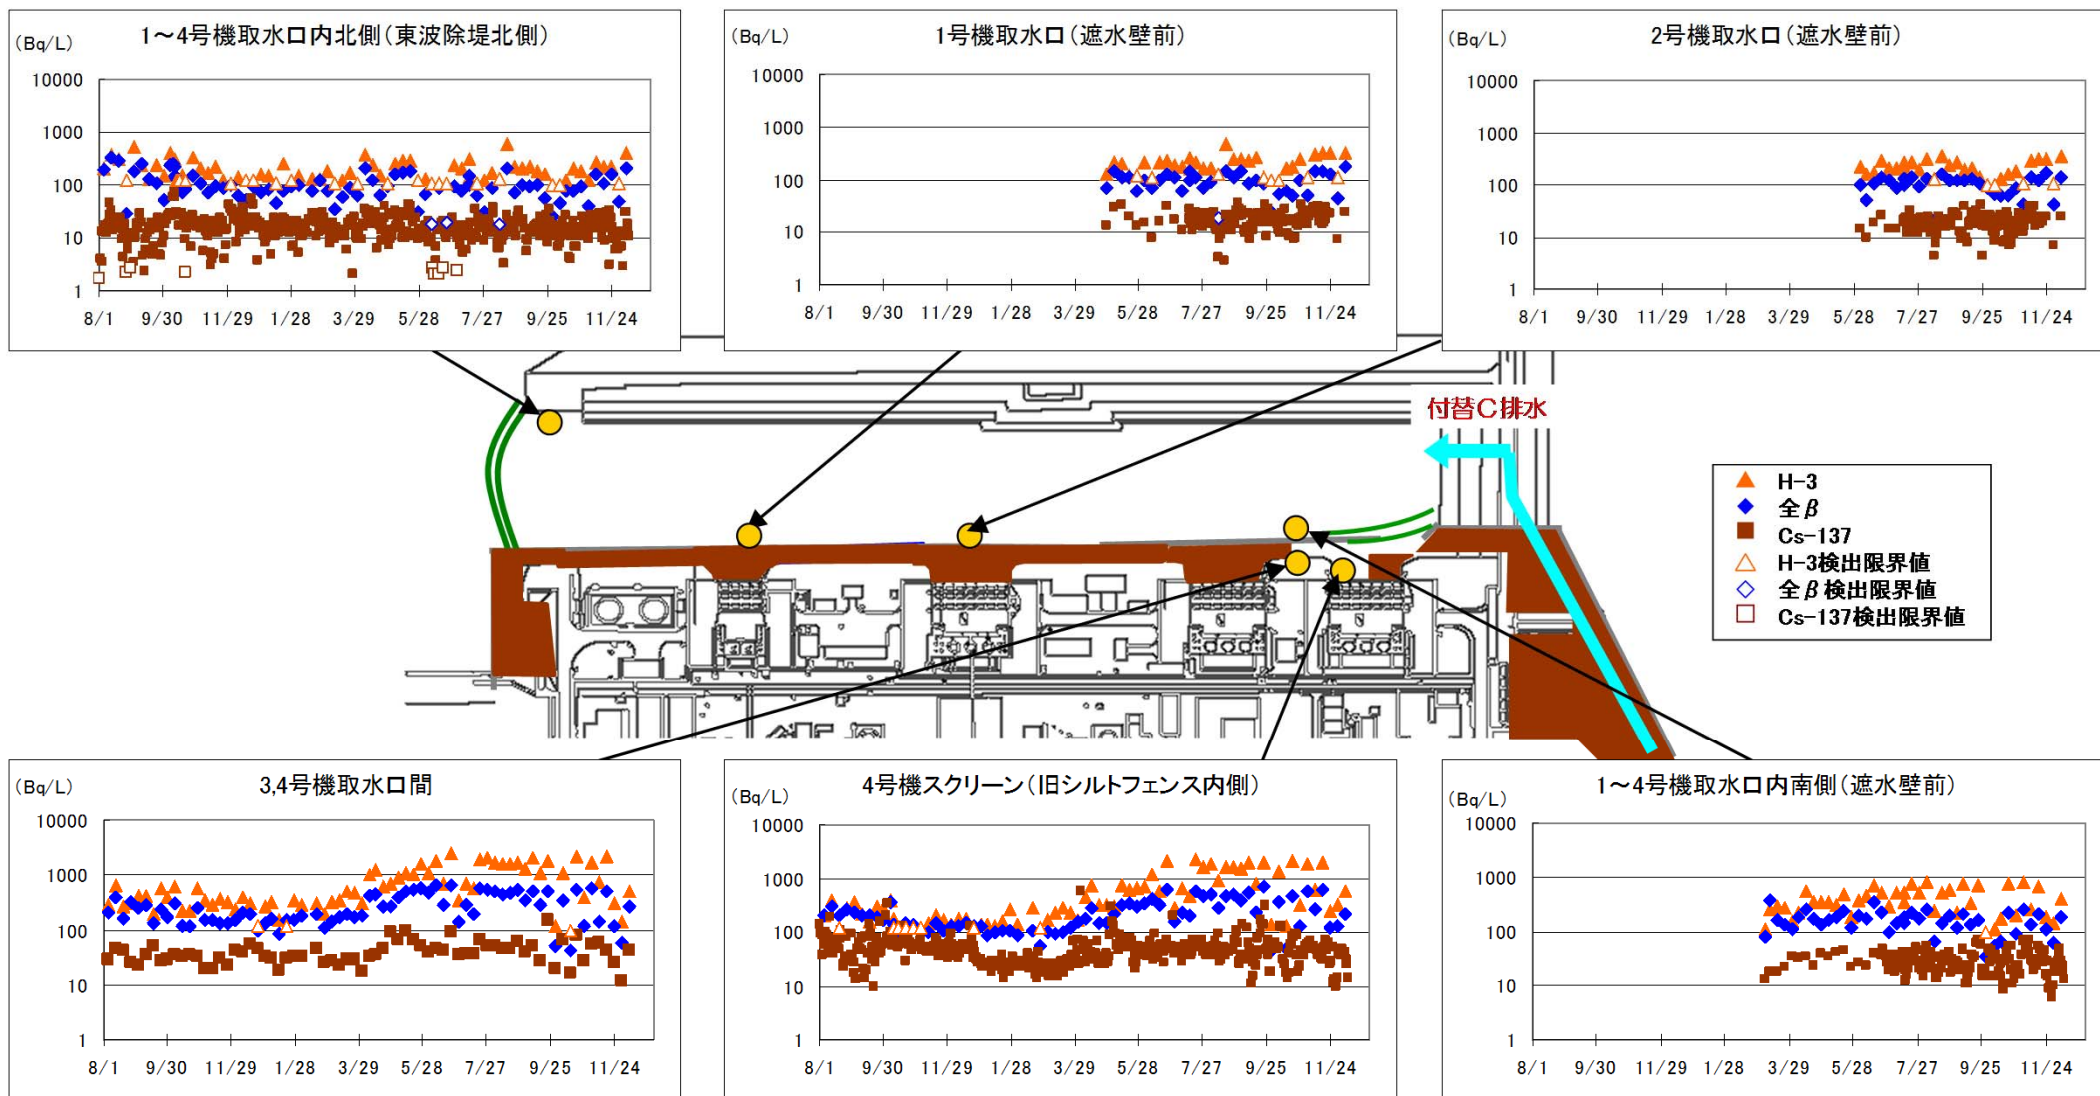 1～4号機取水口内北側（東波除堤北側）
(Bq/L)
10000
1000
100
10
1
8/1 9/30 11/29 1/28 3/29 5/28 7/27 9/25 11/24
1号機取水口（遮水壁前）
(Bq/L)
10000
1000
100
10
1
8/1 9/30 11/29 1/28 3/29 5/28 7/27 9/25 11/24
2号機取水口（遮水壁前）
(Bq/L)
10000
1000
100
10
1
8/1 9/30 11/29 1/28 3/29 5/28 7/27 9/25 11/24
付替C排水
H-3
全β
Cs-137
H-3検出限界値
全β検出限界値
Cs-137検出限界値
3,4号機取水口間
(Bq/L)
10000
1000
100
10
1
8/1 9/30 11/29 1/28 3/29 5/28 7/27 9/25 11/24
4号機スクリーン（旧シルトフェンス内側）
(Bq/L)
10000
1000
100
10
1
8/1 9/30 11/29 1/28 3/29 5/28 7/27 9/25 11/24
1～4号機取水口内南側（遮水壁前）
(Bq/L)
10000
1000
100
10
1
8/1 9/30 11/29 1/28 3/29 5/28 7/27 9/25 11/24